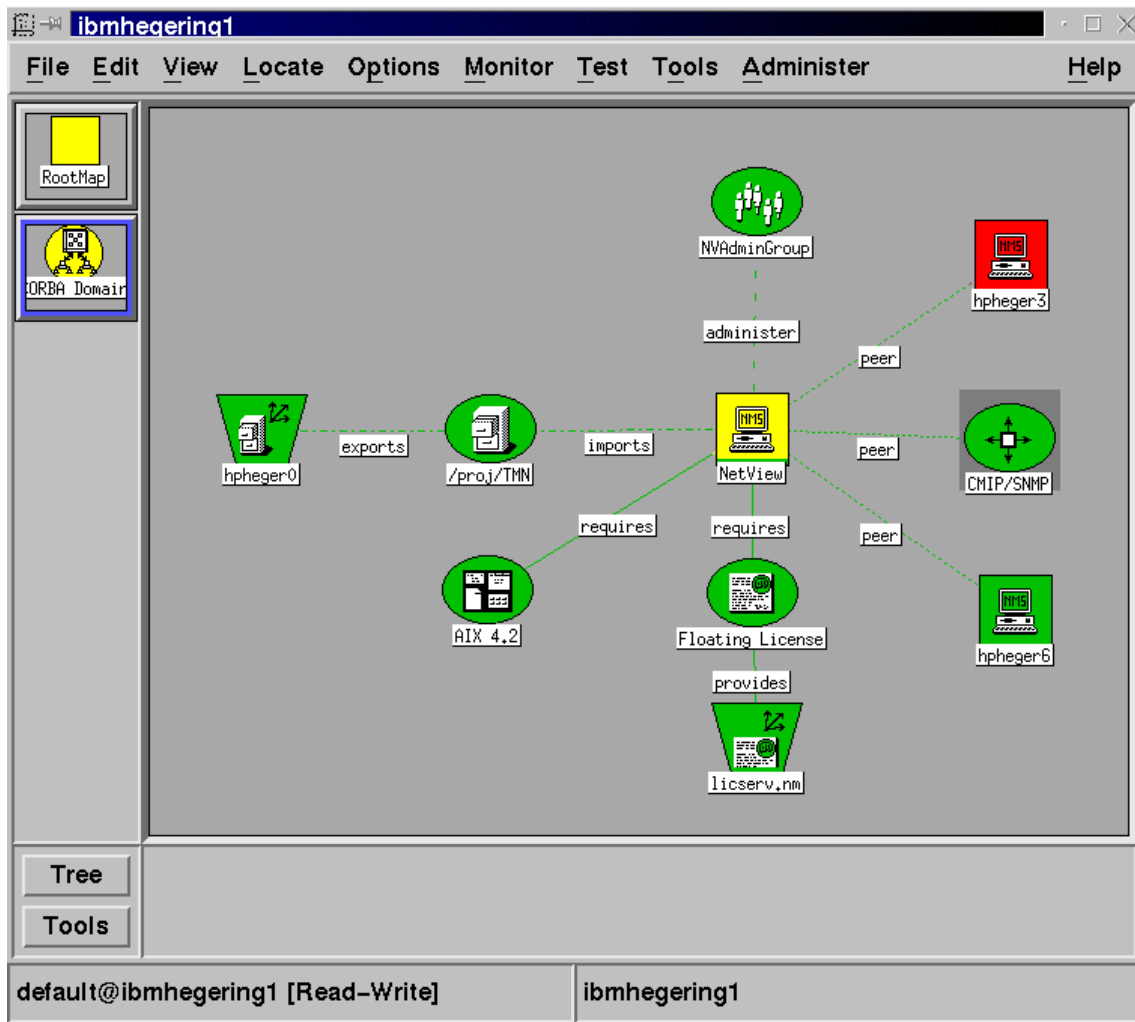 ibmhegering1
File Edit View Locate Options Monitor Test Tools Administer Help
RootMap
CORBA Domain
NVAdminGroup
NMS
hpheger3
administer
peer
NMS
hpheger0
exports
/proj/TMN
imports
NetView
peer
CMIP/SNMP
requires
requires
peer
AIX 4.2
Floating License
NMS
hpheger6
provides
licserv.nm
Tree
Tools
default@ibmhegering1 [Read-Write]
ibmhegering1